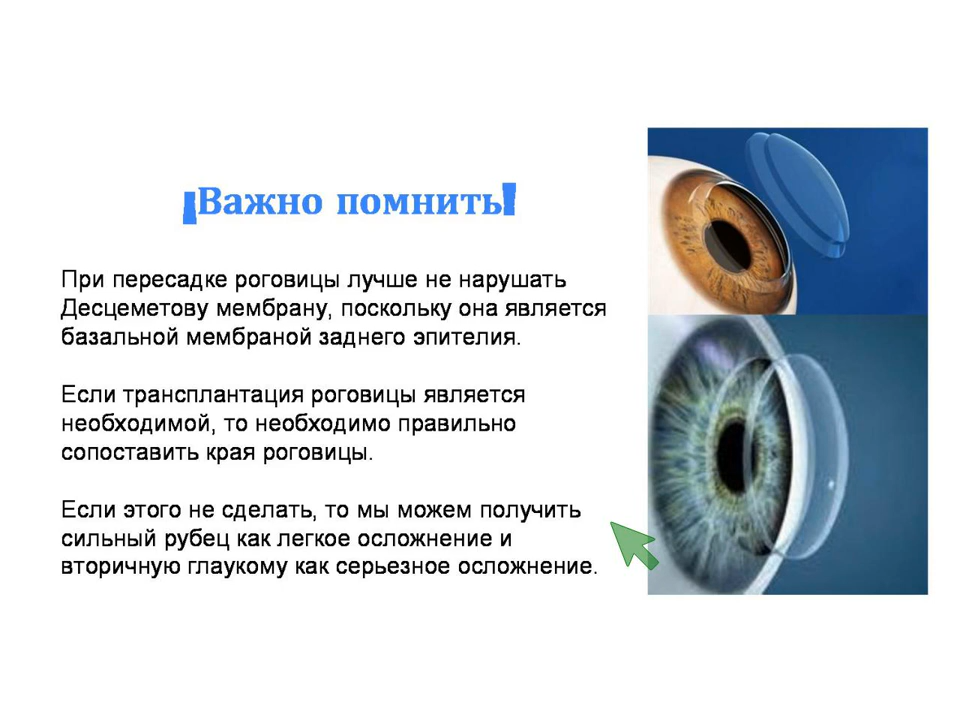 ¡Важно помнить!
При пересадке роговицы лучше не нарушать
Десцеметову мембрану, поскольку она является
базальной мембраной заднего эпителия.
Если трансплантация роговицы является
необходимой, то необходимо правильно
сопоставить края роговицы.
Если этого не сделать, то мы можем получить
сильный рубец как легкое осложнение и
вторичную глаукому как серьезное осложнение.